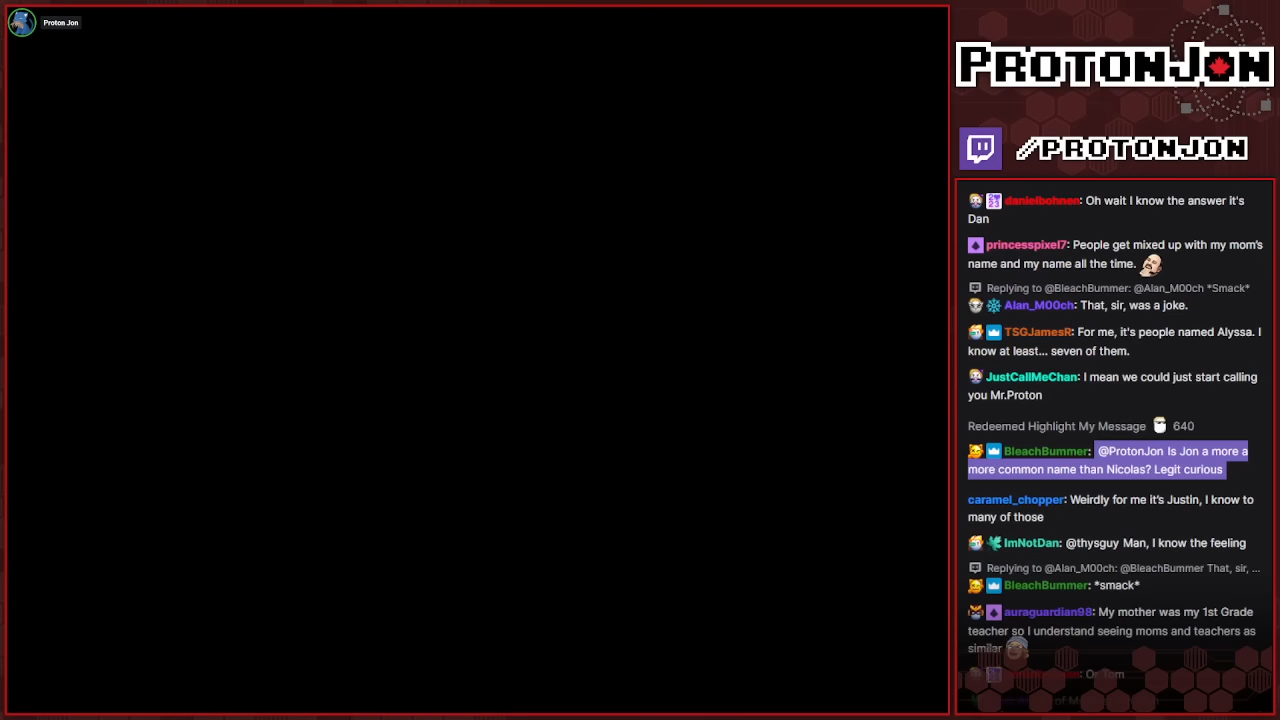 Proton Jon
PROTONJON
/PROTONJON
danielbohnen: Oh wait I know the answer it's
Dan
princesspixel7: People get mixed up with my mom's
name and my name all the time.
Replying to @BleachBummer: @Alan_M00ch *Smack*
Alan_M00ch: That, sir, was a joke.
TSGJamesR: For me, it's people named Alyssa. I
know at least... seven of them.
JustCallMeChan: I mean we could just start calling
you Mr.Proton
Redeemed Highlight My Message 640
BleachBummer: @ProtonJon Is Jon a more a
more common name than Nicolas? Legit curious
caramel_chopper: Weirdly for me it's Justin, I know to
many of those
ImNotDan: @thysguy Man, I know the feeling
Replying to @Alan_M00ch: @BleachBummer That, sir, ...
BleachBummer: *smack*
auraguardian98: My mother was my 1st Grade
teacher so I understand seeing moms and teachers as
similar
: Or Tom